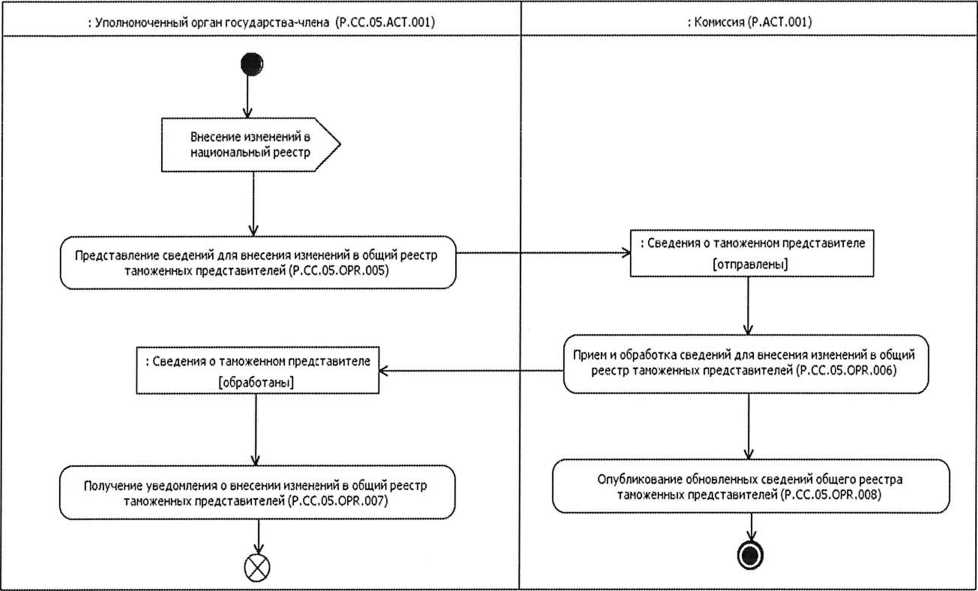 : Уполномоченный орган государства-члена (P.CC.05.ACT.001)
: Комиссия (P.ACT.001)
Внесение изменений в
национальный реестр
Представление сведений для внесения изменений в общий реестр
таможенных представителей (P.CC.05.OPR.005)
: Сведения о таможенном представителе
[отправлены]
Прием и обработка сведений для внесения изменений в общий
реестр таможенных представителей (P.CC.05.OPR.006)
: Сведения о таможенном представителе
[обработаны]
Получение уведомления о внесении изменений в общий реестр
таможенных представителей (P.CC.05.OPR.007)
Опубликование обновленных сведений общего реестра
таможенных представителей (P.CC.05.OPR.008)